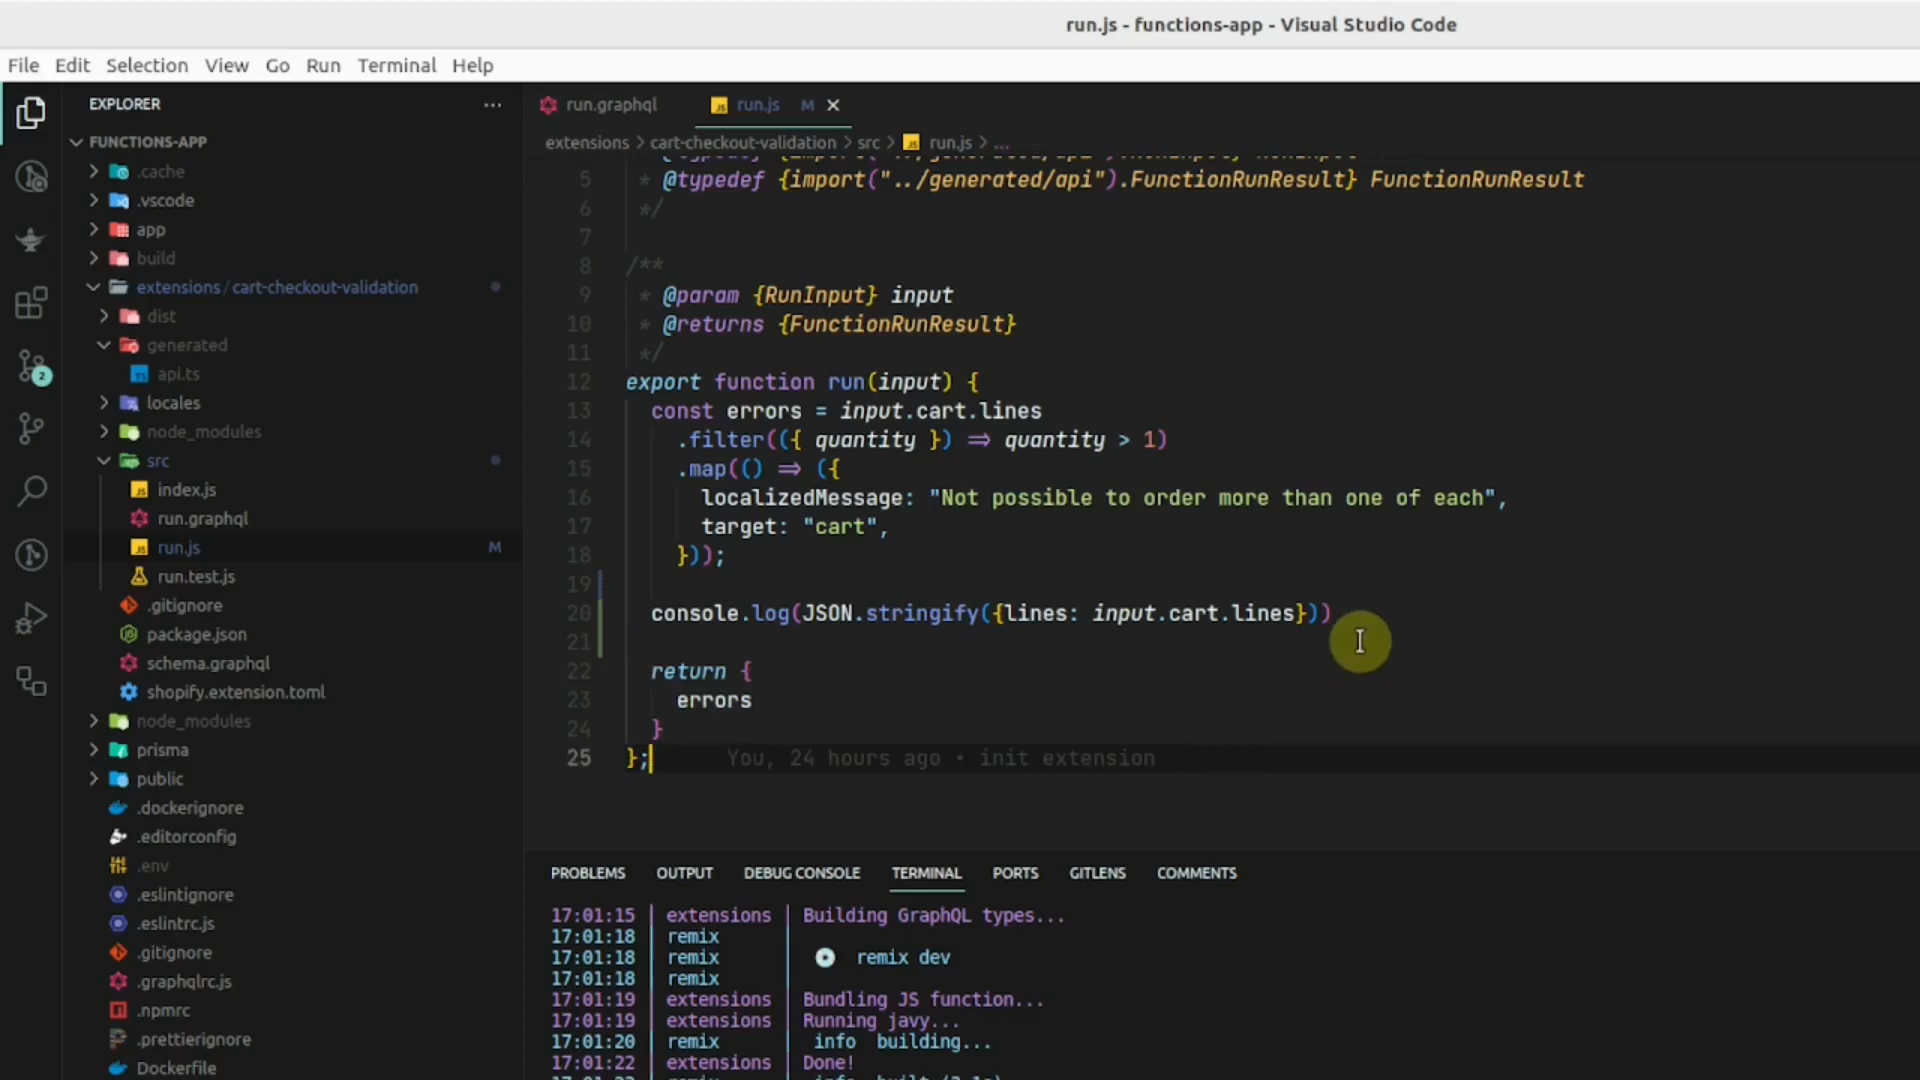 run.js - functions-app - Visual Studio Code
File Edit Selection View Go Run Terminal Help
EXPLORER
FUNCTIONS-APP
.cache
.vscode
app
build
extensions / cart-checkout-validation
dist
generated
api.ts
locales
node_modules
src
index.js
run.graphql
run.js M
run.test.js
.gitignore
package.json
schema.graphql
shopify.extension.toml
node_modules
prisma
public
.dockerignore
.editorconfig
.env
.eslintignore
.eslintrc.js
.gitignore
.graphqlrc.js
.npmrc
.prettierignore
Dockerfile
2
run.graphql JS run.js M ×
extensions > cart-checkout-validation > src > JS run.js > ...
5 * @typedef {import("../generated/api").FunctionRunResult} FunctionRunResult
6 */
7
8 /**
9 * @param {RunInput} input
10 * @returns {FunctionRunResult}
11 */
12 export function run(input) {
13 const errors = input.cart.lines
14 .filter(({ quantity }) => quantity > 1)
15 .map(() => ({
16 localizedMessage: "Not possible to order more than one of each",
17 target: "cart",
18 }));
19
20 console.log(JSON.stringify({lines: input.cart.lines}))
21
22 return {
23 errors
24 }
25 }; You, 24 hours ago • init extension
PROBLEMS OUTPUT DEBUG CONSOLE TERMINAL PORTS GITLENS COMMENTS
17:01:15 | extensions | Building GraphQL types...
17:01:18 | remix |
17:01:18 | remix | remix dev
17:01:18 | remix |
17:01:19 | extensions | Bundling JS function...
17:01:19 | extensions | Running javy...
17:01:20 | remix | info building...
17:01:22 | extensions | Done!